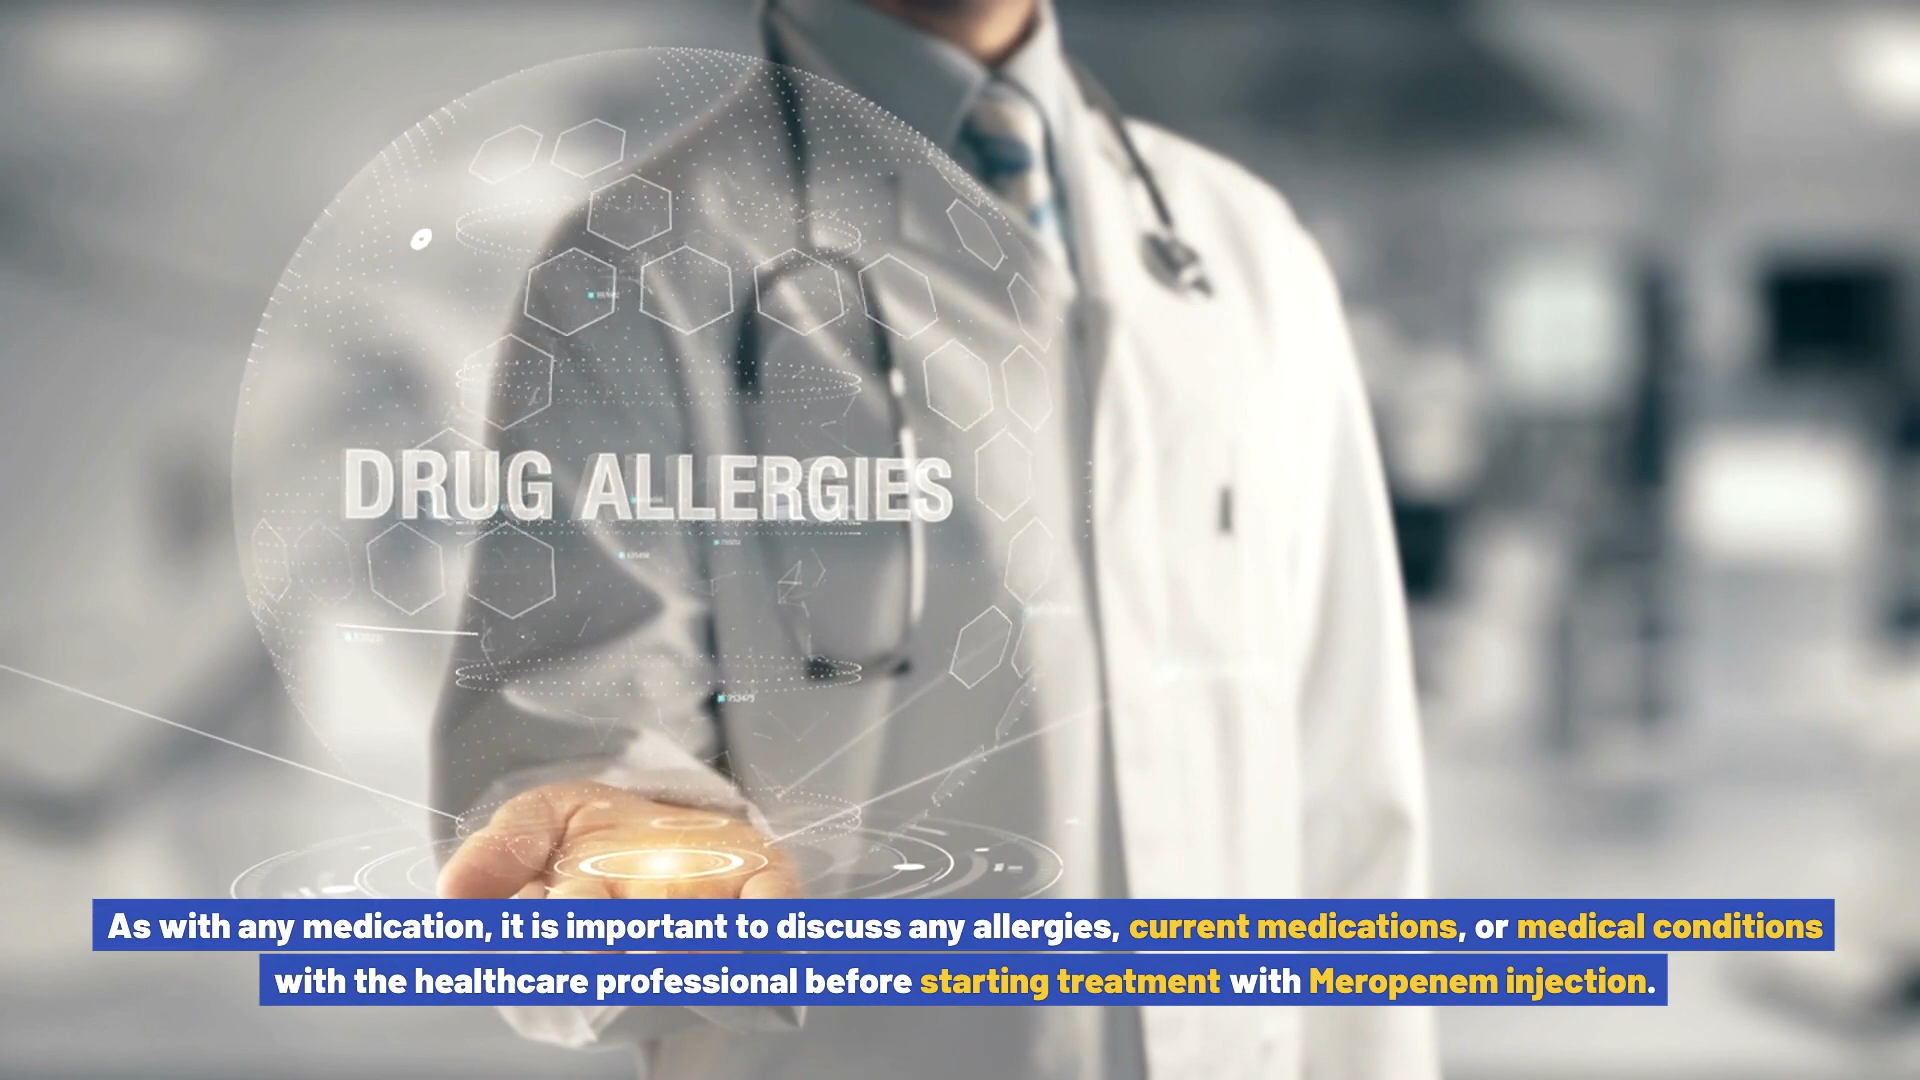 DRUG ALLERGIES
As with any medication, it is important to discuss any allergies, current medications, or medical conditions
with the healthcare professional before starting treatment with Meropenem injection.